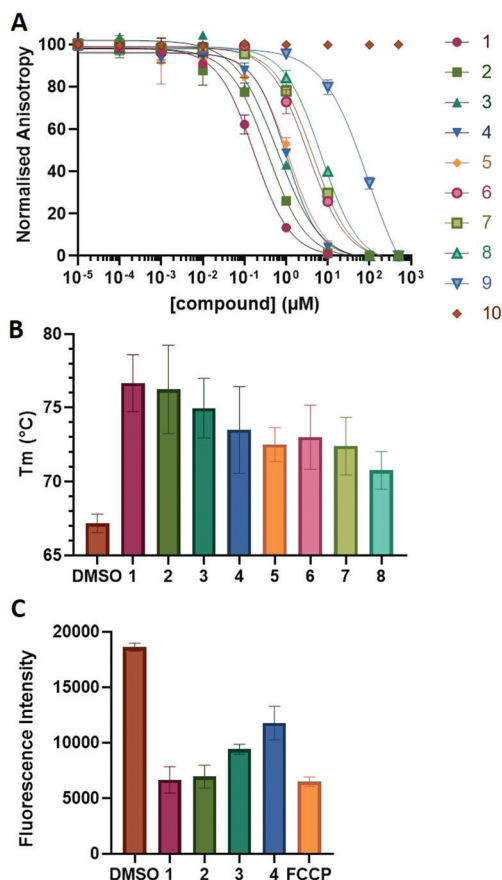 A
Normalised Anisotropy
100
80
60
40
20
0
10⁻⁵ 10⁻⁴ 10⁻³ 10⁻² 10⁻¹ 10⁰ 10¹ 10² 10³
[compound] (μM)
1
2
3
4
5
6
7
8
9
10
B
Tm (°C)
80
75
70
65
DMSO 1 2 3 4 5 6 7 8
C
Fluorescence Intensity
20000
15000
10000
5000
0
DMSO 1 2 3 4 FCCP